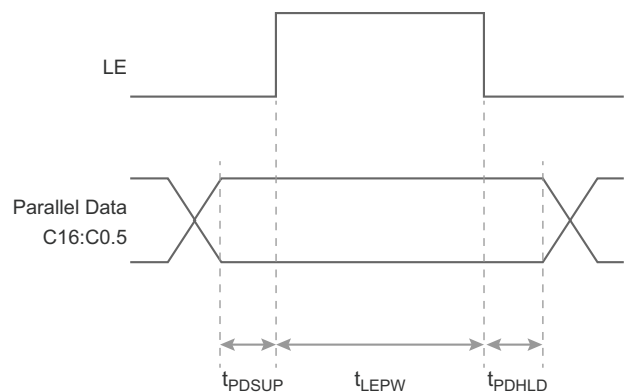 LE
Parallel Data
C16:C0.5
tPDSUP
tLEPW
tPDHLD